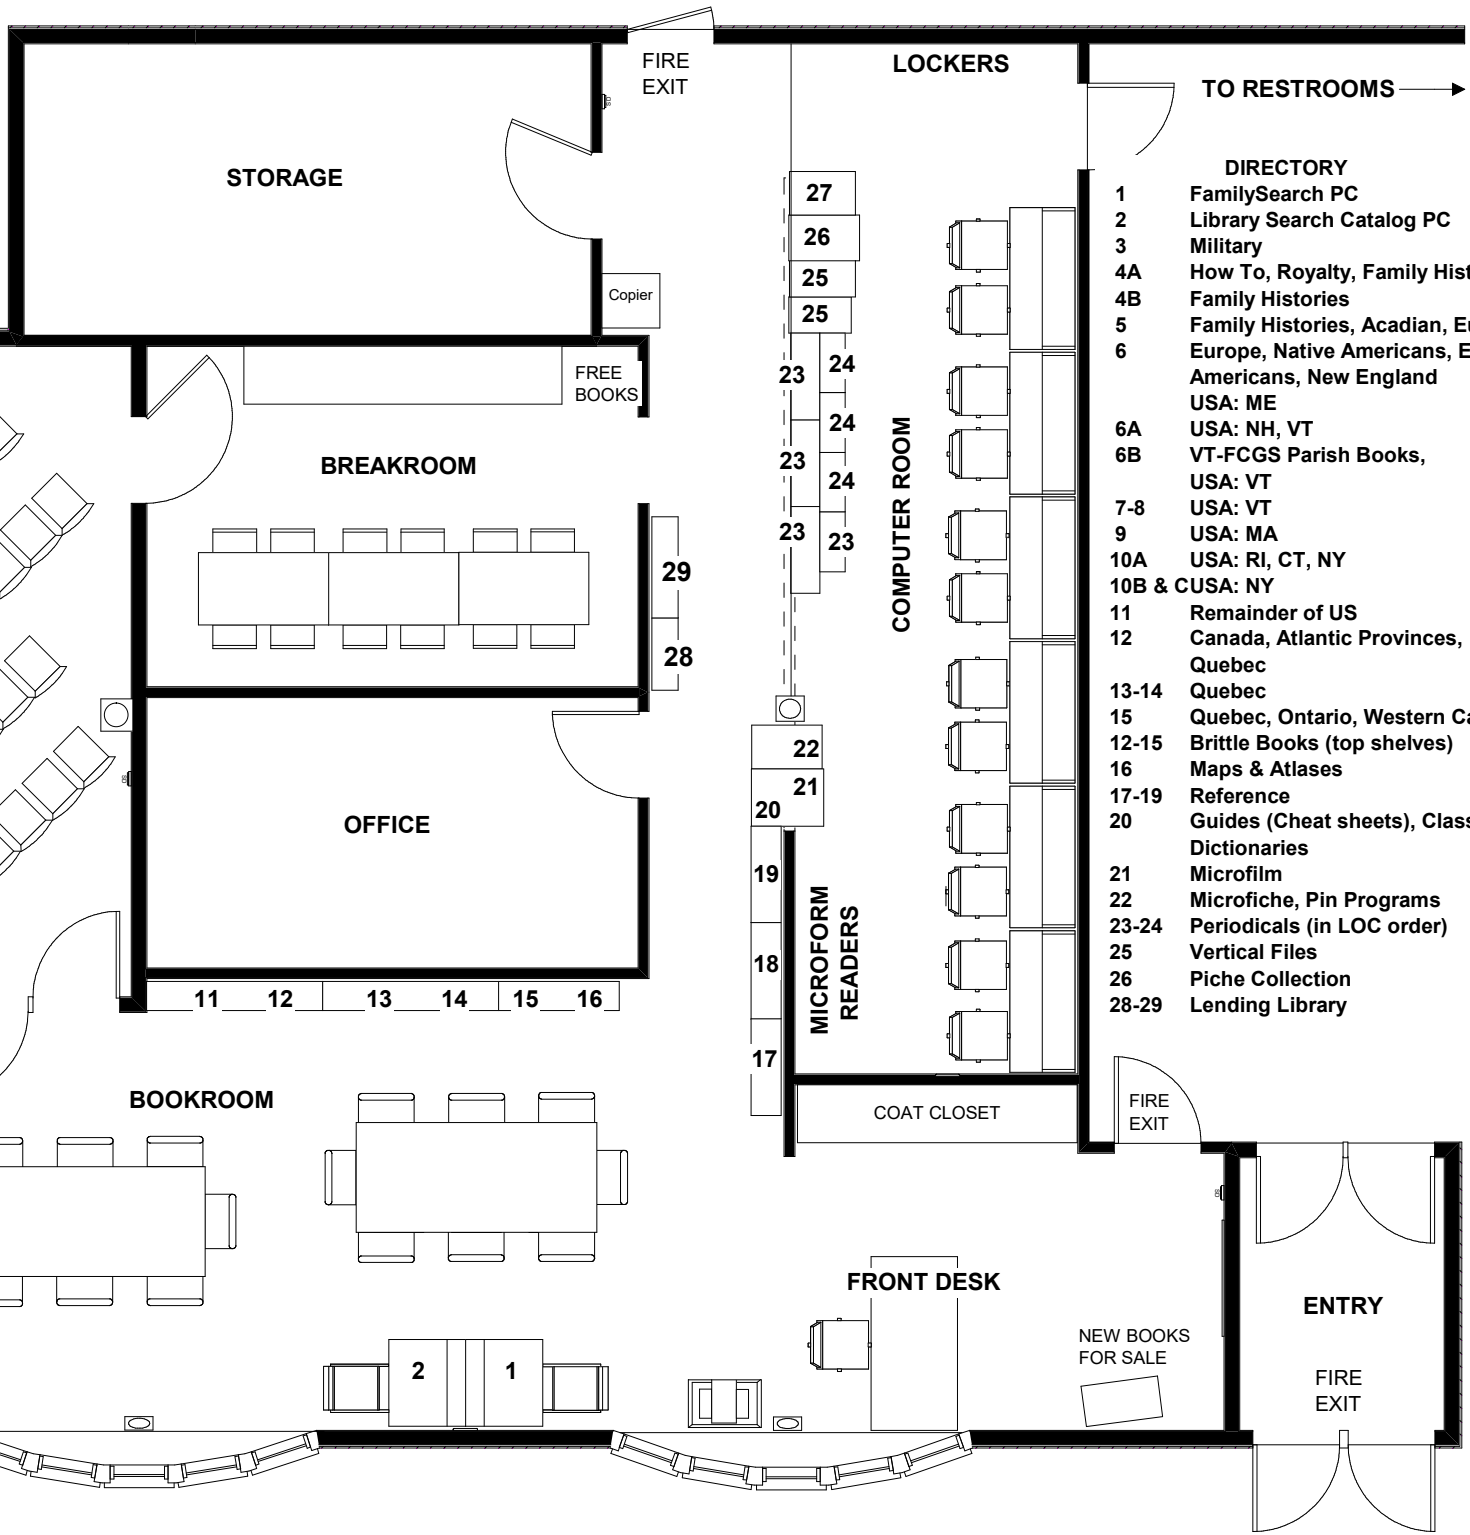 FIRE
EXIT
LOCKERS
TO RESTROOMS
STORAGE
Copier
FREE
BOOKS
BREAKROOM
OFFICE
27
26
25
25
24
23
24
23
24
23
23
29
28
22
21
20
19
18
17
COMPUTER ROOM
MICROFORM
READERS
11 12 13 14 15 16
BOOKROOM
COAT CLOSET
FIRE
EXIT
FRONT DESK
ENTRY
NEW BOOKS
FOR SALE
2 1
FIRE
EXIT
DIRECTORY
1 FamilySearch PC
2 Library Search Catalog PC
3 Military
4A How To, Royalty, Family Hist
4B Family Histories
5 Family Histories, Acadian, Eu
6 Europe, Native Americans, E
Americans, New England
USA: ME
6A USA: NH, VT
6B VT-FCGS Parish Books,
USA: VT
7-8 USA: VT
9 USA: MA
10A USA: RI, CT, NY
10B & C USA: NY
11 Remainder of US
12 Canada, Atlantic Provinces,
Quebec
13-14 Quebec
15 Quebec, Ontario, Western Ca
12-15 Brittle Books (top shelves)
16 Maps & Atlases
17-19 Reference
20 Guides (Cheat sheets), Class
Dictionaries
21 Microfilm
22 Microfiche, Pin Programs
23-24 Periodicals (in LOC order)
25 Vertical Files
26 Piche Collection
28-29 Lending Library